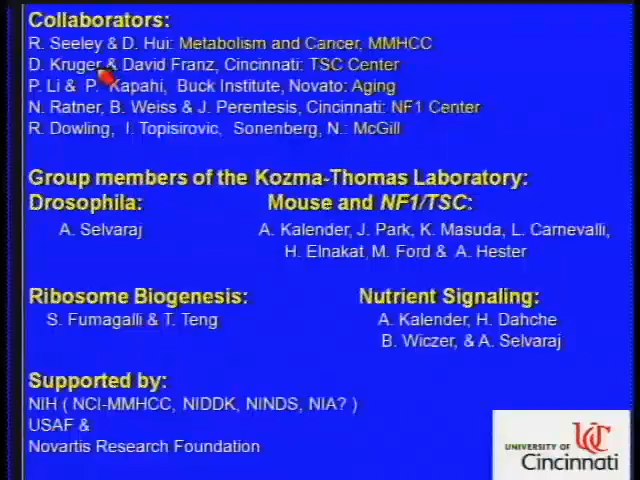 Collaborators:
R. Seeley & D. Hui: Metabolism and Cancer, MMHCC
D. Kruger & David Franz, Cincinnati: TSC Center
P. Li & P. Kapahi, Buck Institute, Novato: Aging
N. Ratner, B. Weiss & J. Perentesis, Cincinnati: NF1 Center
R. Dowling, I. Topisirovic, Sonenberg, N.: McGill
Group members of the Kozma-Thomas Laboratory:
Drosophila:
A. Selvaraj
Mouse and NF1/TSC:
A. Kalender, J. Park, K. Masuda, L. Carnevalli,
H. Elnakat, M. Ford & A. Hester
Ribosome Biogenesis:
S. Fumagalli & T. Teng
Nutrient Signaling:
A. Kalender, H. Dahche
B. Wiczer, & A. Selvaraj
Supported by:
NIH ( NCI-MMHCC, NIDDK, NINDS, NIA? )
USAF &
Novartis Research Foundation
UNIVERSITY OF UC
Cincinnati